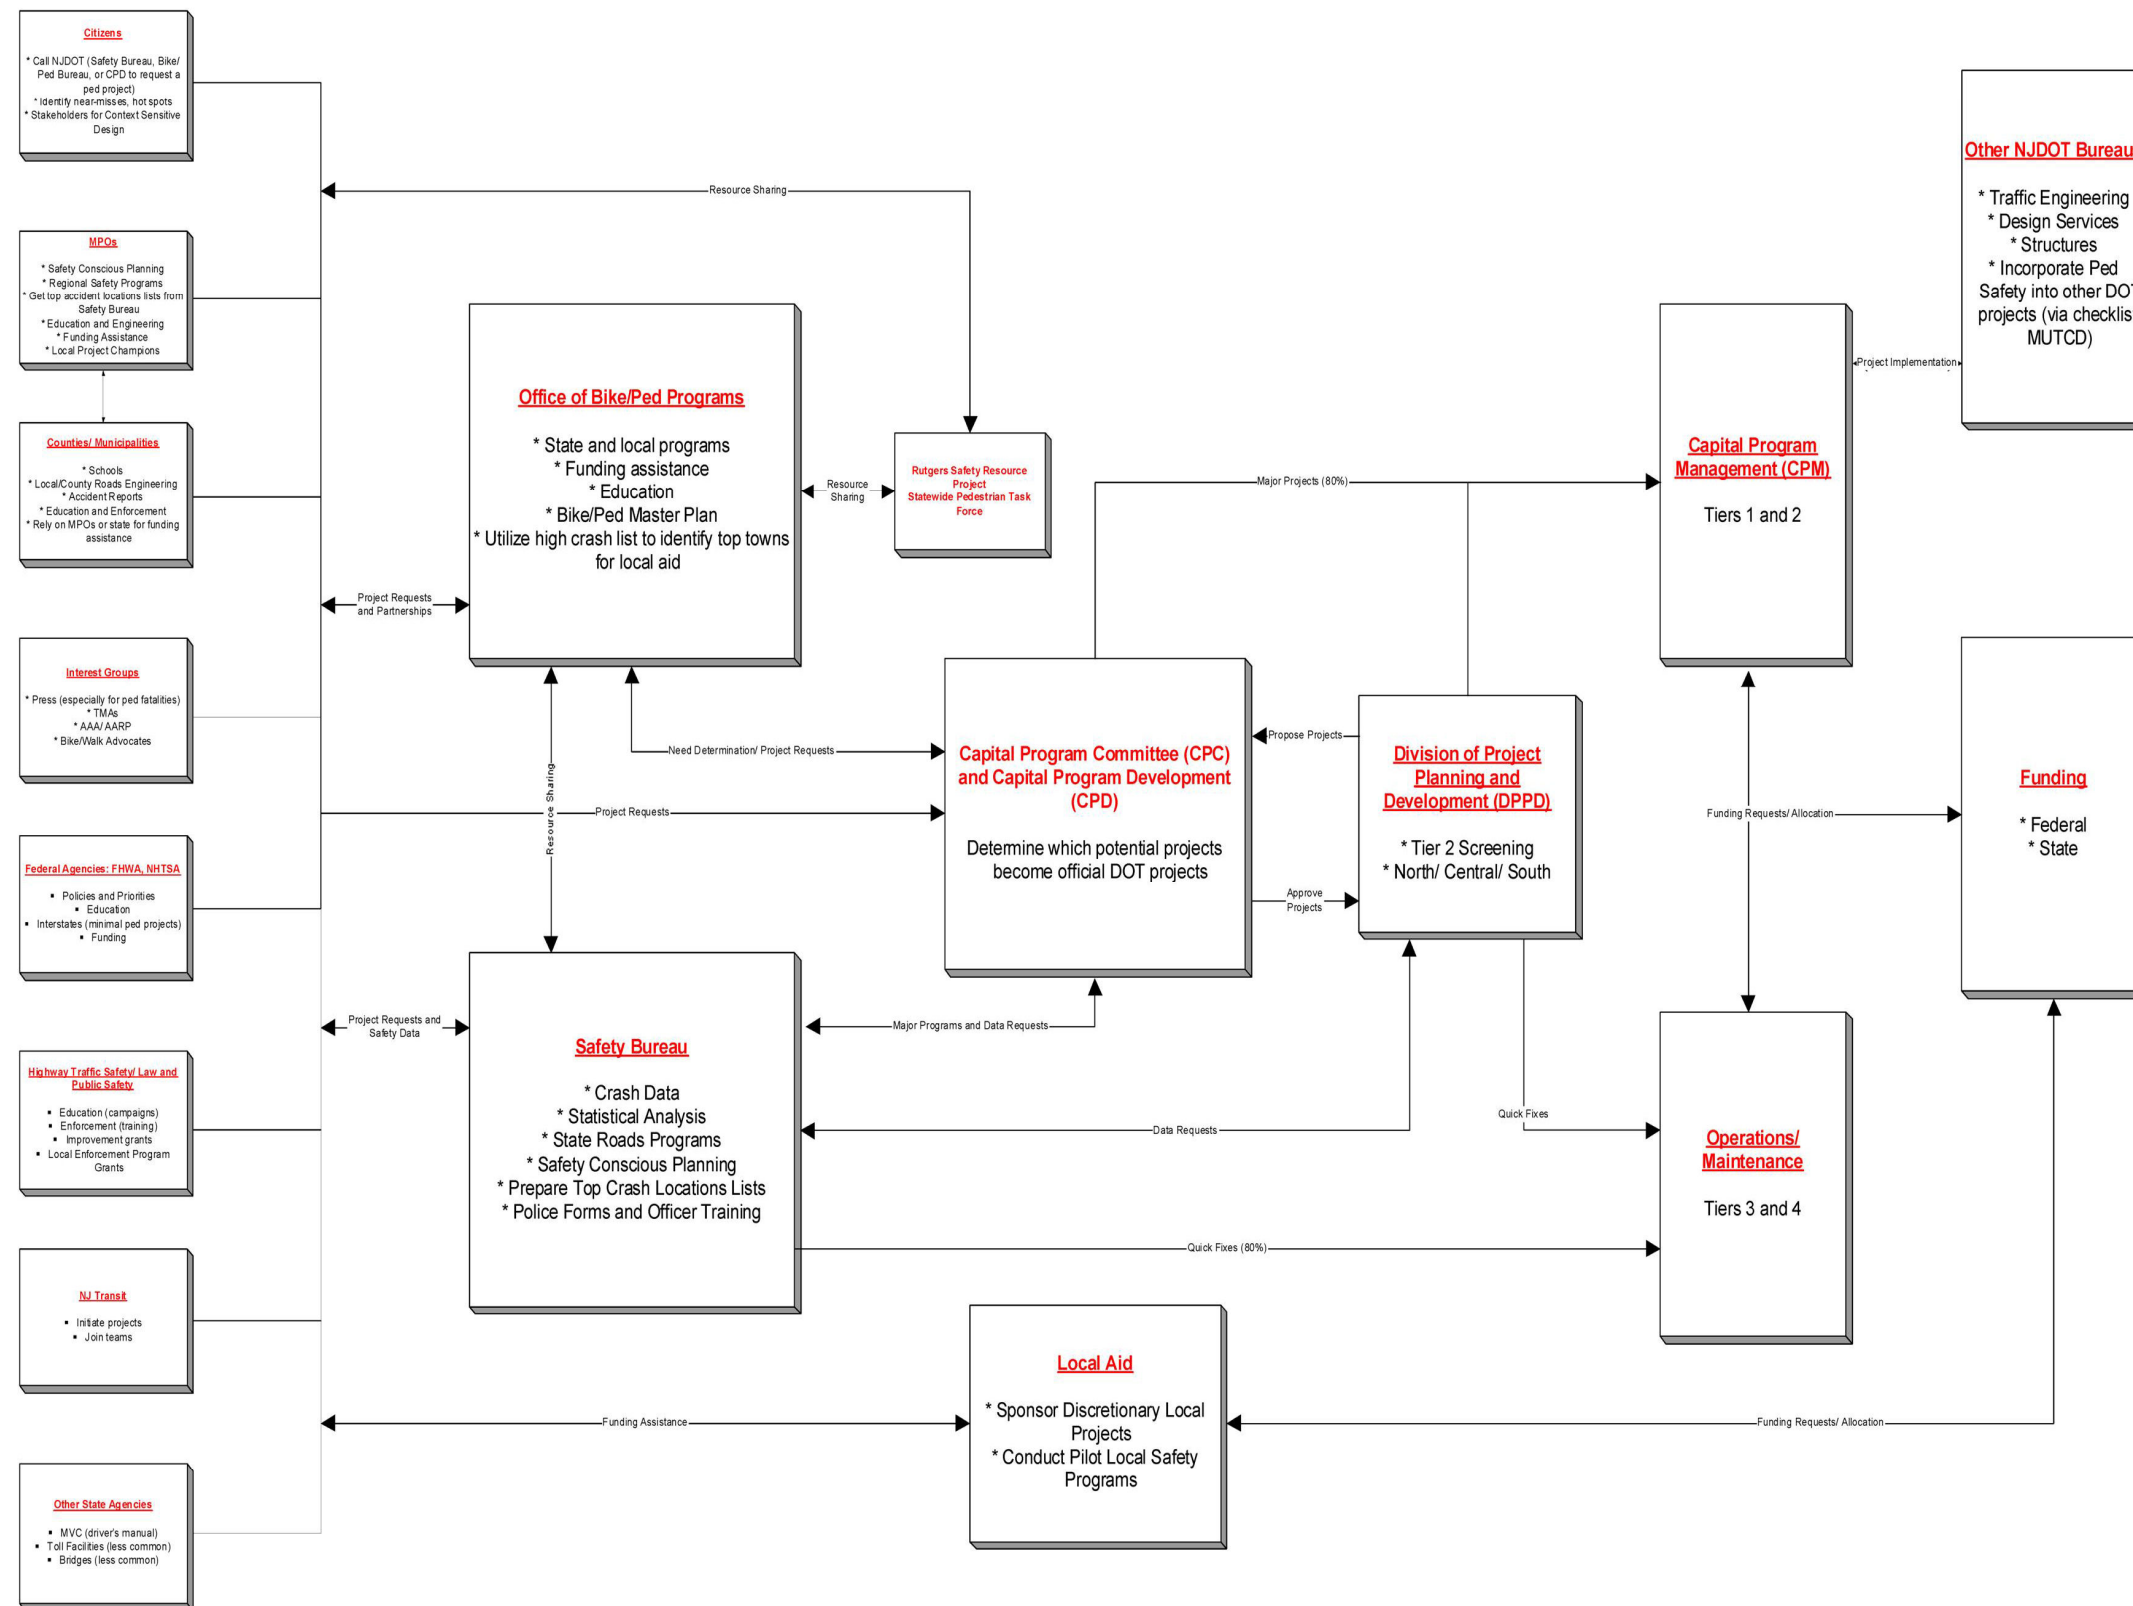 Citizens
* Call NJDOT (Safety Bureau, Bike/
Ped Bureau, or CPD to request a
ped project)
* Identify near-misses, hot spots
* Stakeholders for Context Sensitive
Design
MPOs
* Safety Conscious Planning
* Regional Safety Programs
* Get top accident locations lists from
Safety Bureau
* Education and Engineering
* Funding Assistance
* Local Project Champions
Counties/ Municipalities
* Schools
* Local/County Roads Engineering
* Accident Reports
* Education and Enforcement
* Rely on MPOs or state for funding
assistance
Interest Groups
* Press (especially for ped fatalities)
* TMAs
* AAA/ AARP
* Bike/Walk Advocates
Federal Agencies: FHWA, NHTSA
▪ Policies and Priorities
▪ Education
▪ Interstates (minimal ped projects)
▪ Funding
Highway Traffic Safety/ Law and
Public Safety
▪ Education (campaigns)
▪ Enforcement (training)
▪ Improvement grants
▪ Local Enforcement Program
Grants
NJ Transit
▪ Initiate projects
▪ Join teams
Other State Agencies
▪ MVC (driver's manual)
▪ Toll Facilities (less common)
▪ Bridges (less common)
Resource Sharing
Project Requests
and Partnerships
Project Requests
Project Requests and
Safety Data
Funding Assistance
Office of Bike/Ped Programs
* State and local programs
* Funding assistance
* Education
* Bike/Ped Master Plan
* Utilize high crash list to identify top towns
for local aid
Resource
Sharing
Rutgers Safety Resource
Project
Statewide Pedestrian Task
Force
Need Determination/ Project Requests
Resource Sharing
Safety Bureau
* Crash Data
* Statistical Analysis
* State Roads Programs
* Safety Conscious Planning
* Prepare Top Crash Locations Lists
* Police Forms and Officer Training
Major Programs and Data Requests
Data Requests
Quick Fixes (80%)
Capital Program Committee (CPC)
and Capital Program Development
(CPD)
Determine which potential projects
become official DOT projects
Major Projects (80%)
Propose Projects
Approve
Projects
Division of Project
Planning and
Development (DPPD)
* Tier 2 Screening
* North/ Central/ South
Quick Fixes
Local Aid
* Sponsor Discretionary Local
Projects
* Conduct Pilot Local Safety
Programs
Funding Requests/ Allocation
Capital Program
Management (CPM)
Tiers 1 and 2
Project Implementation
Funding Requests/ Allocation
Operations/
Maintenance
Tiers 3 and 4
Other NJDOT Bureau
* Traffic Engineering
* Design Services
* Structures
* Incorporate Ped
Safety into other DOT
projects (via checklis
MUTCD)
Funding
* Federal
* State